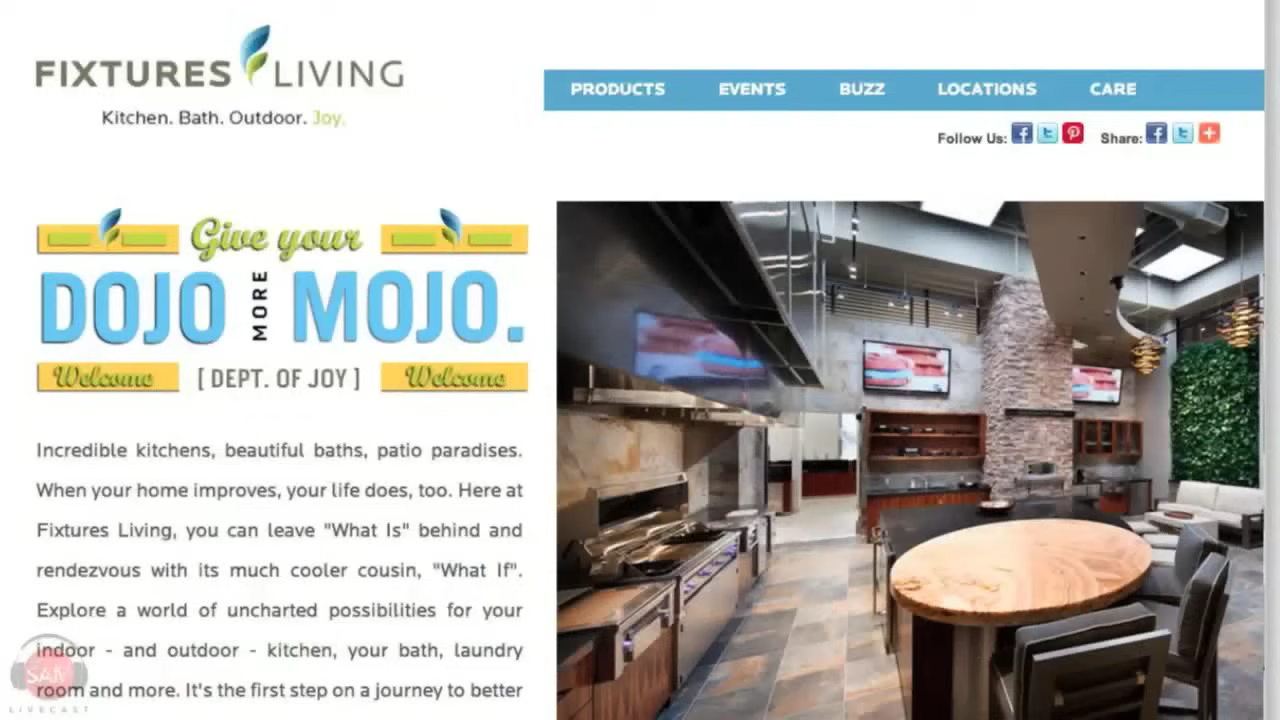 FIXTURES LIVING
Kitchen. Bath. Outdoor. Joy.
PRODUCTS EVENTS BUZZ LOCATIONS CARE
Follow Us: Share:
Give your
DOJO MORE MOJO.
Welcome [ DEPT. OF JOY ] Welcome
Incredible kitchens, beautiful baths, patio paradises.
When your home improves, your life does, too. Here at
Fixtures Living, you can leave "What Is" behind and
rendezvous with its much cooler cousin, "What If".
Explore a world of uncharted possibilities for your
indoor - and outdoor - kitchen, your bath, laundry
room and more. It's the first step on a journey to better
SAM
LIVECAST